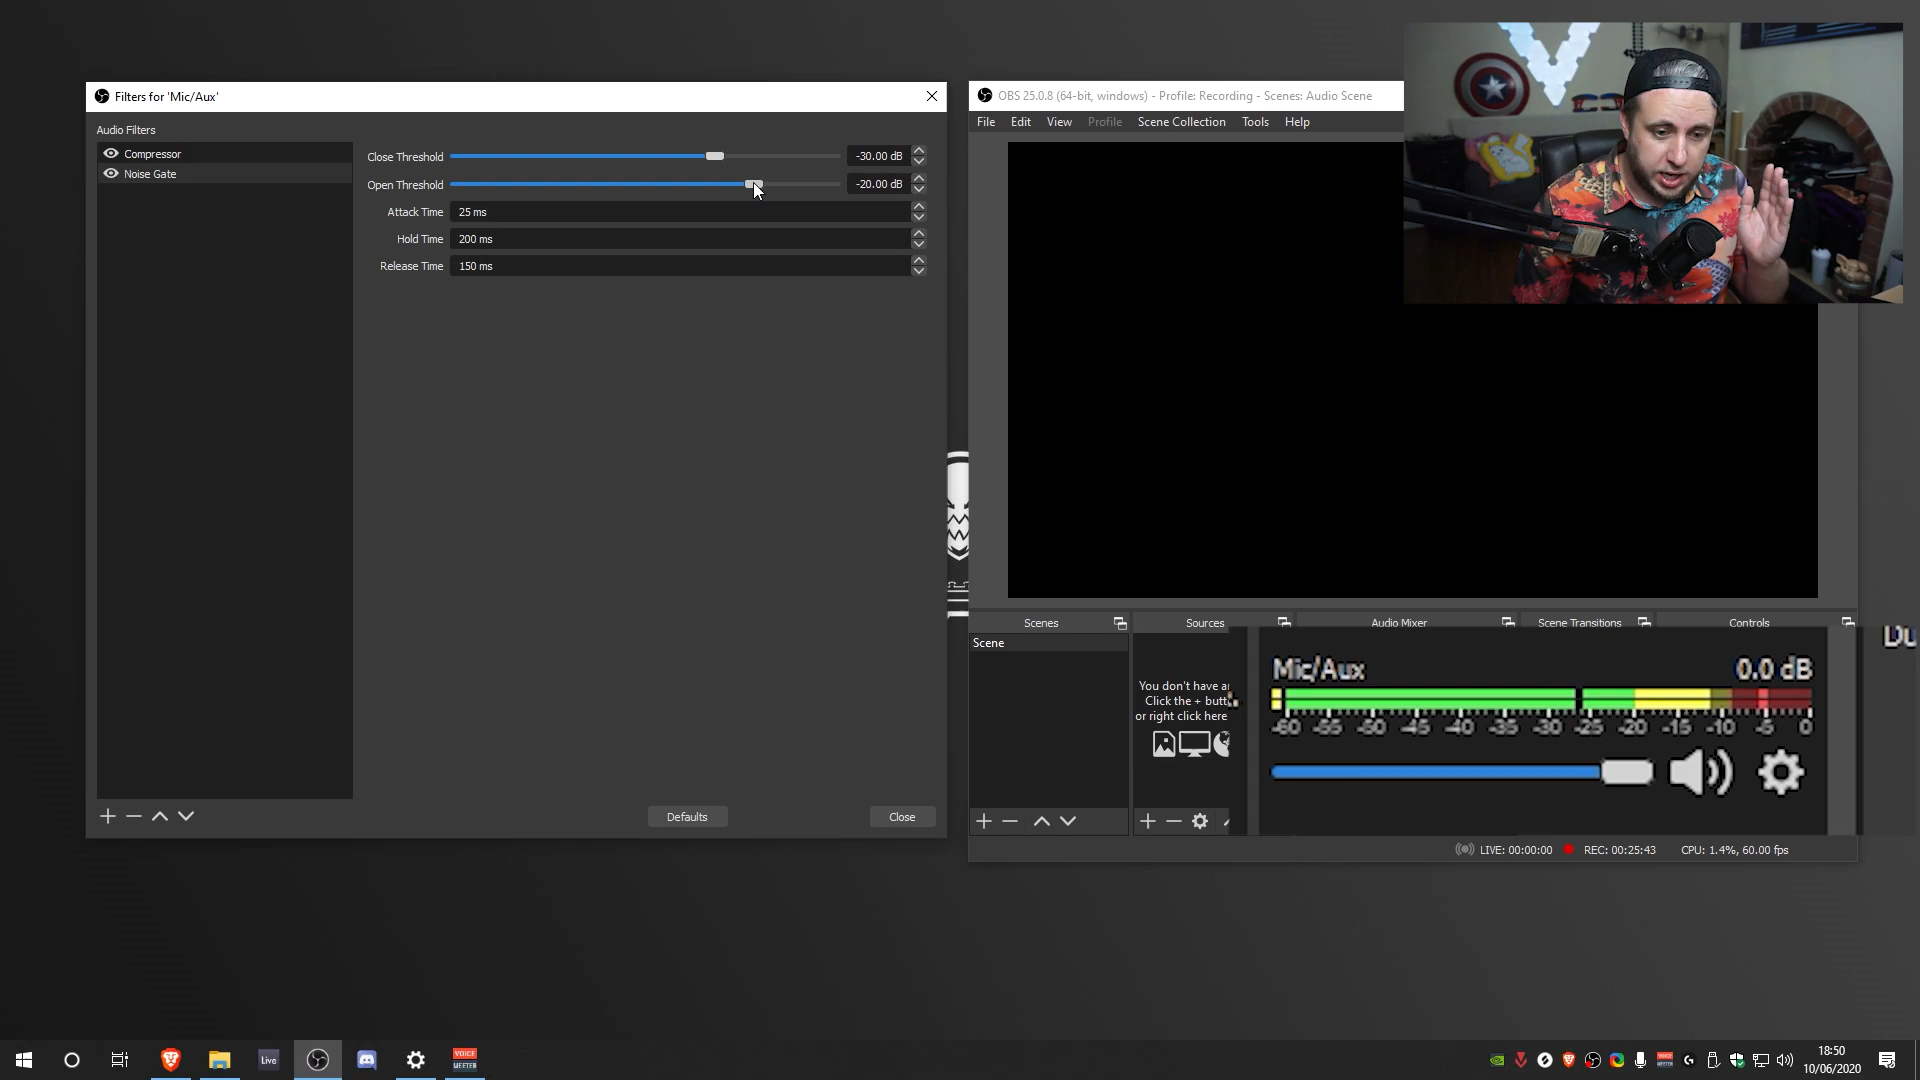 Filters for 'Mic/Aux'
Audio Filters
Compressor
Noise Gate
Close Threshold
-30.00 dB
Open Threshold
-20.00 dB
Attack Time
25 ms
Hold Time
200 ms
Release Time
150 ms
Defaults
Close
OBS 25.0.8 (64-bit, windows) - Profile: Recording - Scenes: Audio Scene
File Edit View Profile Scene Collection Tools Help
Scenes
Sources
Audio Mixer
Scene Transitions
Controls
Scene
You don't have a
Click the + butt
or right click here
Mic/Aux
0.0 dB
-60 -55 -50 -45 -40 -35 -30 -25 -20 -15 -10 -5 0
Du
LIVE: 00:00:00
REC: 00:25:43
CPU: 1.4%, 60.00 fps
Live
VOICE
MEETER
18:50
10/06/2020